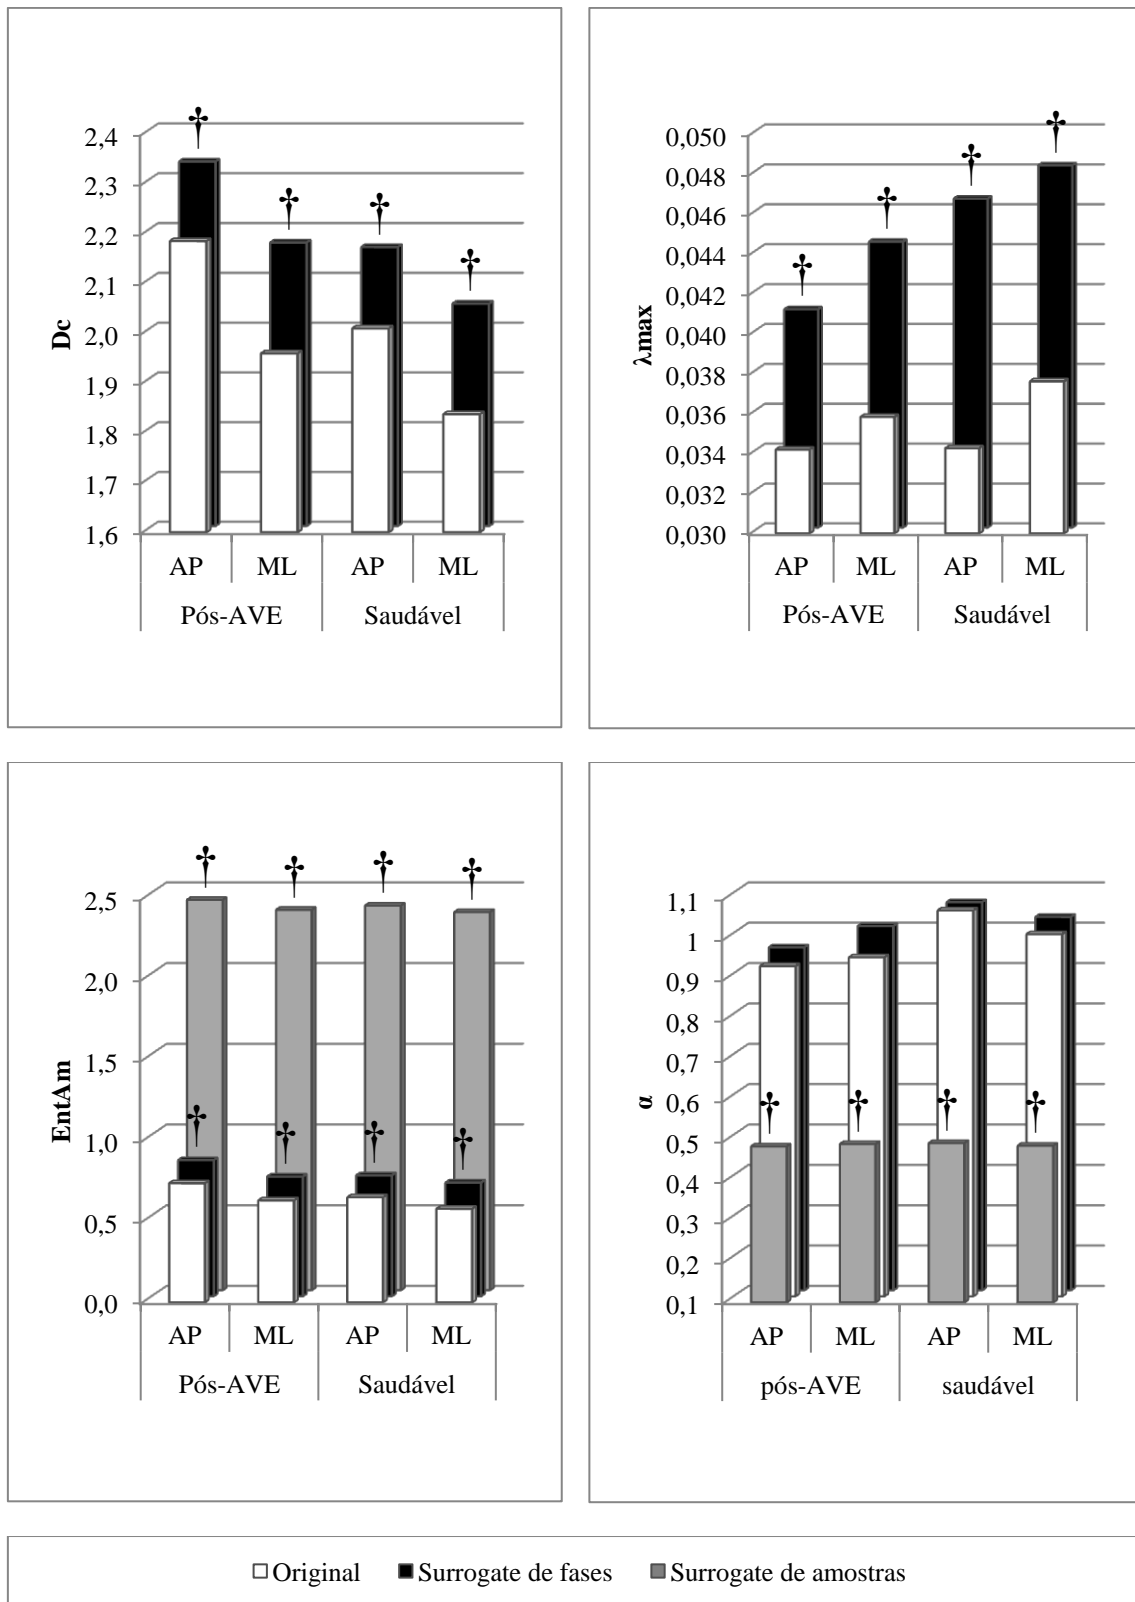 †
† †
†
2,4
2,3
2,2
2,1
2,0
1,9
1,8
1,7
1,6
Dc
AP ML AP ML
Pós-AVE Saudável
†
†
†
†
0,050
0,048
0,046
0,044
0,042
0,040
0,038
0,036
0,034
0,032
0,030
λmax
AP ML AP ML
Pós-AVE Saudável
† † † †
† † † †
2,5
2,0
1,5
1,0
0,5
0,0
EntAm
AP ML AP ML
Pós-AVE Saudável
1,1
1
0,9
0,8
0,7
0,6
0,5
0,4
0,3
0,2
0,1
α
† † † †
AP ML AP ML
pós-AVE saudável
Original Surrogate de fases Surrogate de amostras